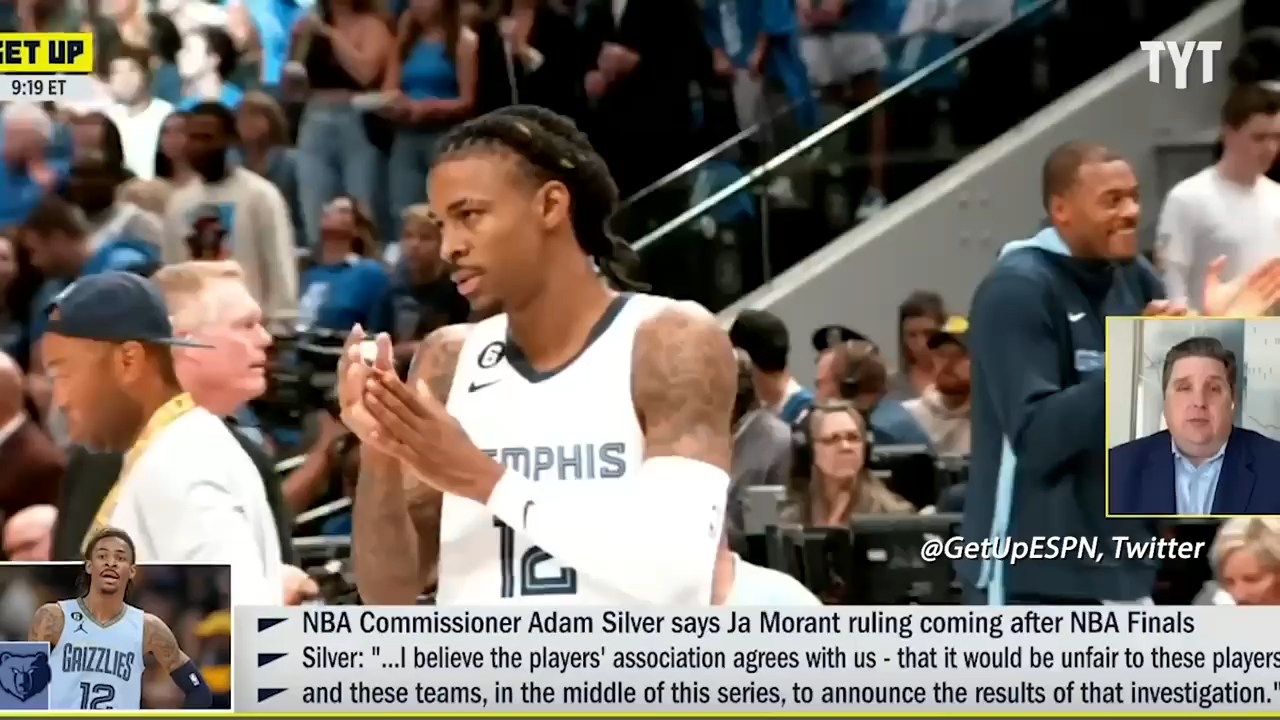 GET UP
9:19 ET
TYT
6
MEMPHIS
12
@GetUpESPN, Twitter
GRIZZLIES
12
NBA Commissioner Adam Silver says Ja Morant ruling coming after NBA Finals
Silver: "...I believe the players' association agrees with us - that it would be unfair to these players
and these teams, in the middle of this series, to announce the results of that investigation."